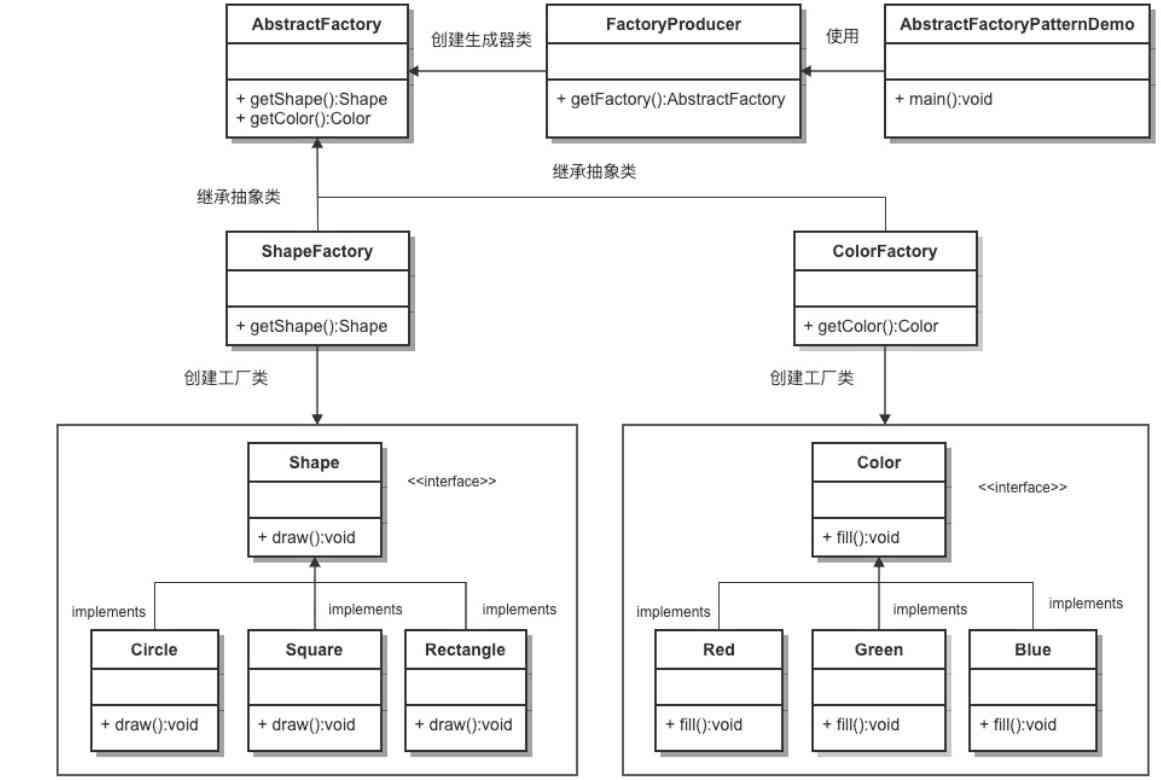 AbstractFactory
+ getShape():Shape
+ getColor():Color
创建生成器类
FactoryProducer
+ getFactory():AbstractFactory
使用
AbstractFactoryPatternDemo
+ main():void
继承抽象类
继承抽象类
ShapeFactory
+ getShape():Shape
ColorFactory
+ getColor():Color
创建工厂类
创建工厂类
Shape
+ draw():void
<<interface>>
implements
implements
implements
Circle
+ draw():void
Square
+ draw():void
Rectangle
+ draw():void
Color
+ fill():void
<<interface>>
implements
implements
implements
Red
+ fill():void
Green
+ fill():void
Blue
+ fill():void